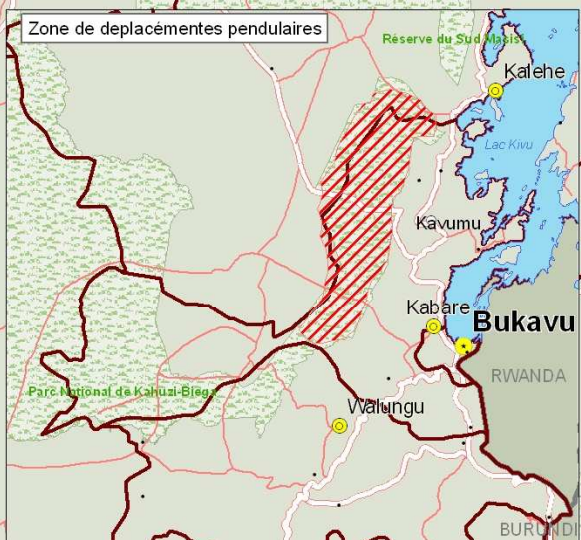 Zone de deplacémentes pendulaires
Réserve du Sud Masisi
Kalehe
Lac Kivu
Kavumu
Kabare
Bukavu
RWANDA
Parc National de Kahuzi-Biega
Walungu
BURUNDI